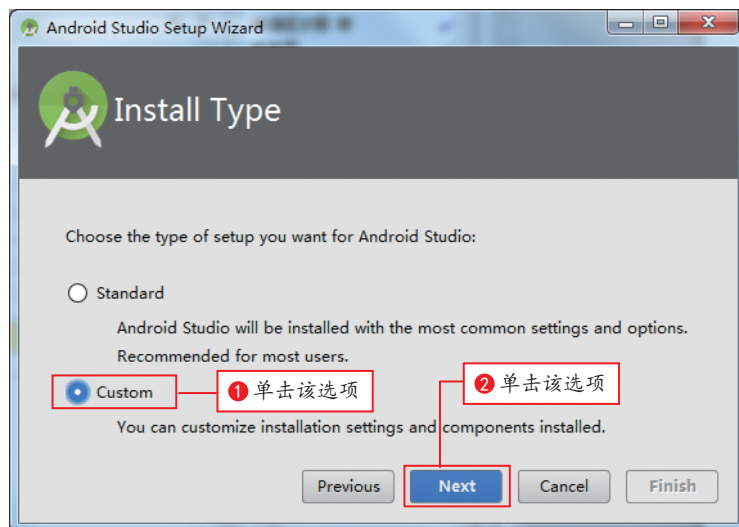 Android Studio Setup Wizard
Install Type
Choose the type of setup you want for Android Studio:
Standard
Android Studio will be installed with the most common settings and options.
Recommended for most users.
Custom
❶ 单击该选项
❷ 单击该选项
You can customize installation settings and components installed.
Previous Next Cancel Finish